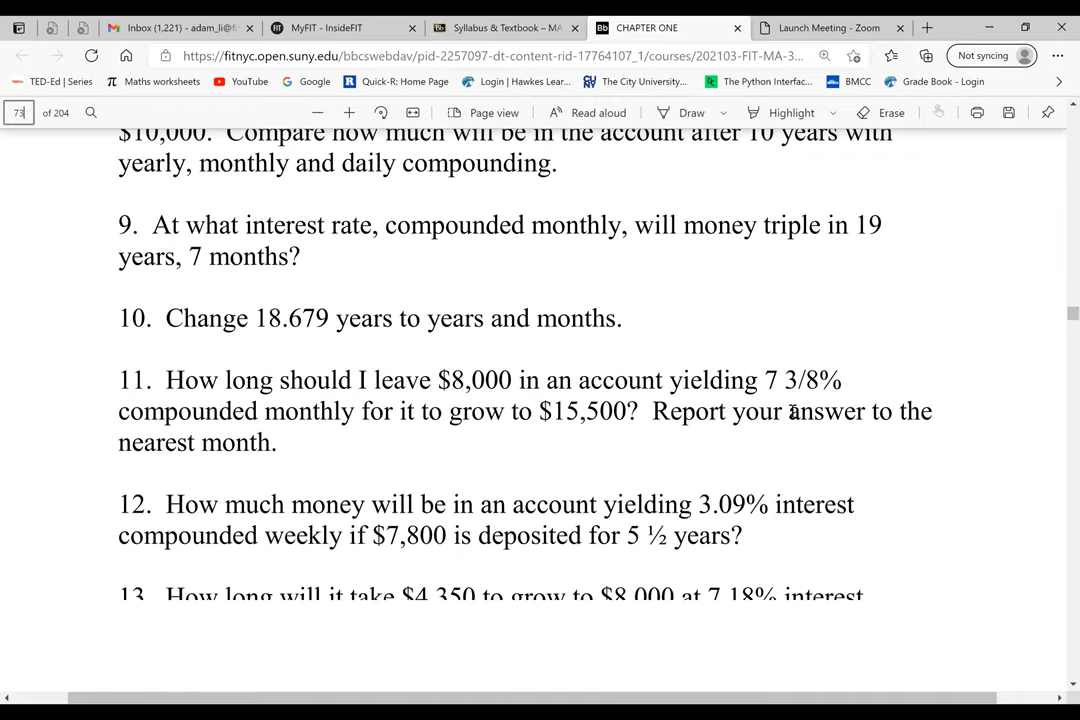 Inbox (1,221) - adam_li@fi
MyFIT - InsideFIT
Syllabus & Textbook – MA
Bb CHAPTER ONE
Launch Meeting - Zoom
https://fitnyc.open.suny.edu/bbcswebdav/pid-2257097-dt-content-rid-17764107_1/courses/202103-FIT-MA-3...
Not syncing
TED-Ed | Series
Maths worksheets
YouTube
Google
Quick-R: Home Page
Login | Hawkes Lear...
The City University...
The Python Interfac...
BMCC
Grade Book - Login
73 of 204
Page view
Read aloud
Draw
Highlight
Erase
$10,000. Compare how much will be in the account after 10 years with
yearly, monthly and daily compounding.
9. At what interest rate, compounded monthly, will money triple in 19
years, 7 months?
10. Change 18.679 years to years and months.
11. How long should I leave $8,000 in an account yielding 7 3/8%
compounded monthly for it to grow to $15,500? Report your answer to the
nearest month.
12. How much money will be in an account yielding 3.09% interest
compounded weekly if $7,800 is deposited for 5 ½ years?
13. How long will it take $4,350 to grow to $8,000 at 7.18% interest